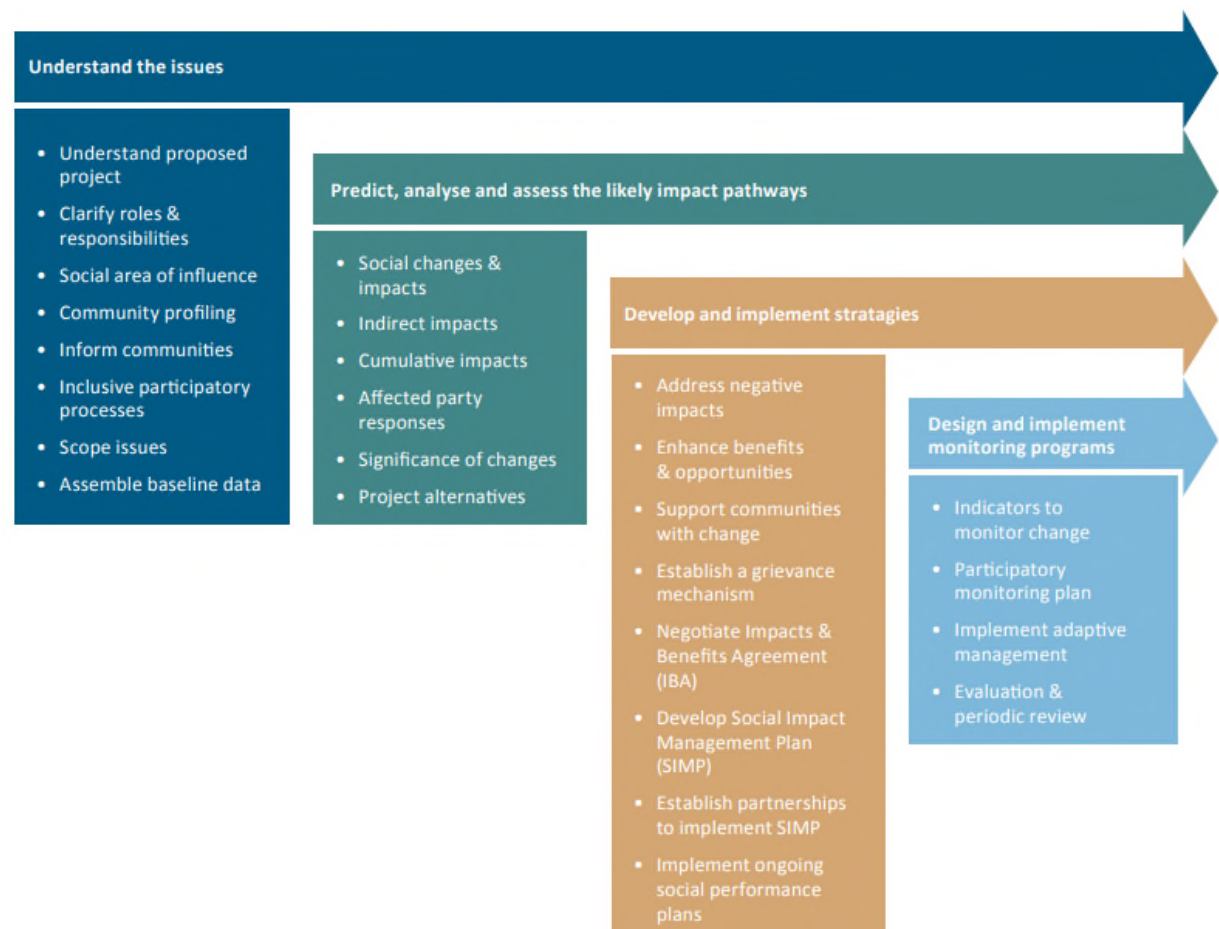 Understand the issues
• Understand proposed
project
• Clarify roles &
responsibilities
• Social area of influence
• Community profiling
• Inform communities
• Inclusive participatory
processes
• Scope issues
• Assemble baseline data
Predict, analyse and assess the likely impact pathways
• Social changes &
impacts
• Indirect impacts
• Cumulative impacts
• Affected party
responses
• Significance of changes
• Project alternatives
Develop and implement stratagies
• Address negative
impacts
• Enhance benefits
& opportunities
• Support communities
with change
• Establish a grievance
mechanism
• Negotiate Impacts &
Benefits Agreement
(IBA)
• Develop Social Impact
Management Plan
(SIMP)
• Establish partnerships
to implement SIMP
• Implement ongoing
social performance
plans
Design and implement
monitoring programs
• Indicators to
monitor change
• Participatory
monitoring plan
• Implement adaptive
management
• Evaluation &
periodic review